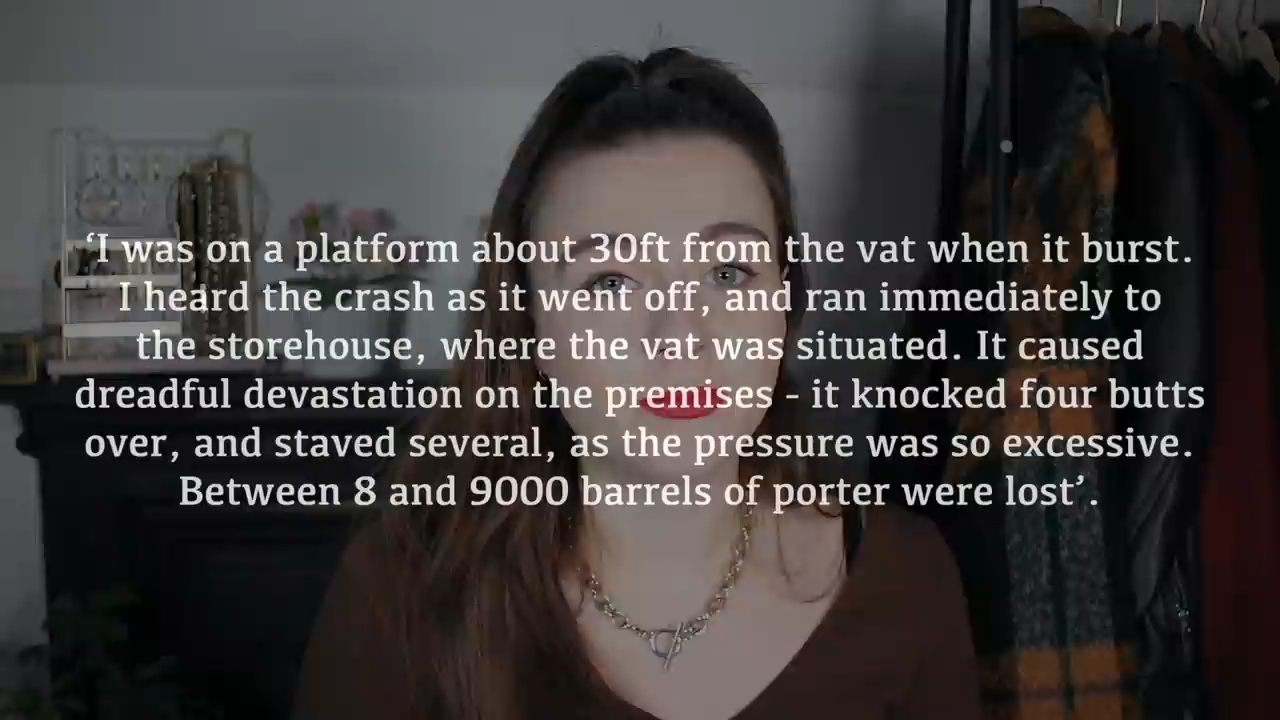 ‘I was on a platform about 30ft from the vat when it burst.
I heard the crash as it went off, and ran immediately to
the storehouse, where the vat was situated. It caused
dreadful devastation on the premises - it knocked four butts
over, and staved several, as the pressure was so excessive.
Between 8 and 9000 barrels of porter were lost’.